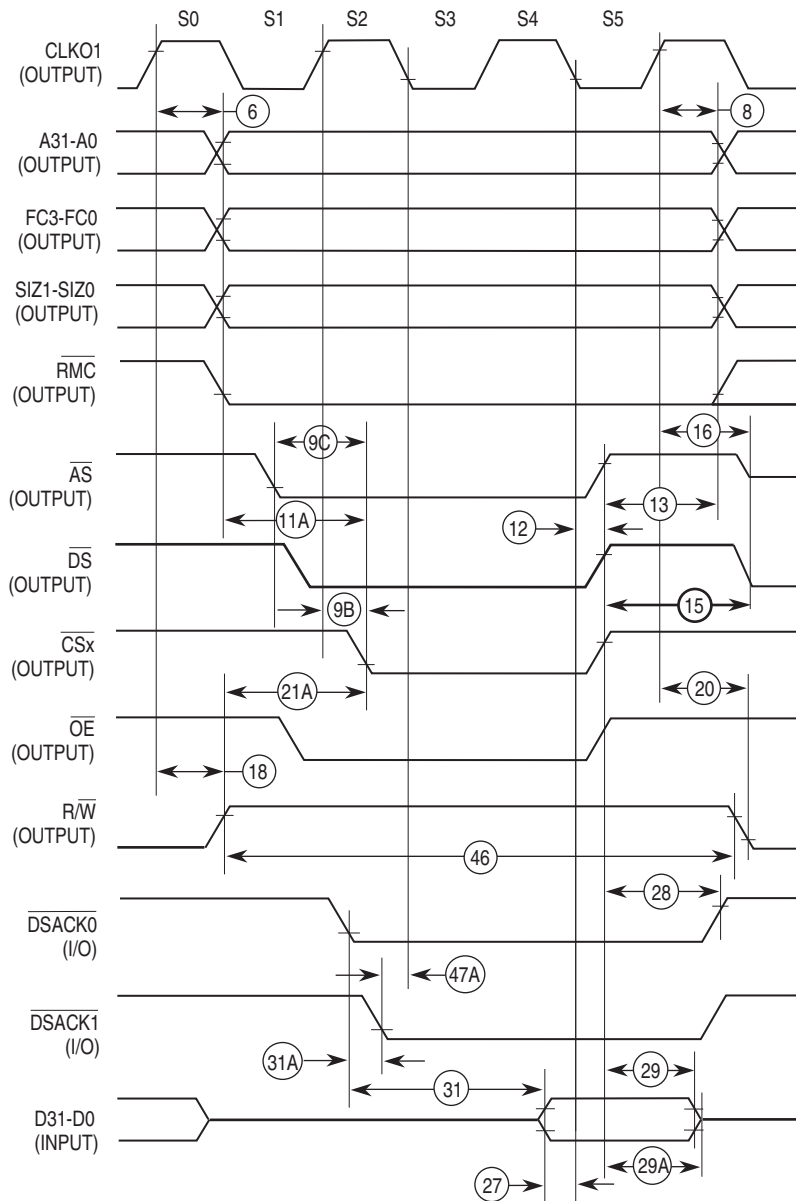 S0 S1 S2 S3 S4 S5
CLKO1
(OUTPUT)
6 8
A31-A0
(OUTPUT)
FC3-FC0
(OUTPUT)
SIZ1-SIZ0
(OUTPUT)
RMC
(OUTPUT)
16
9C
AS
(OUTPUT)
11A 12 13
DS
(OUTPUT)
9B 15
CSx
(OUTPUT)
21A 20
OE
(OUTPUT)
18
R/W
(OUTPUT)
46
28
DSACK0
(I/O)
47A
DSACK1
(I/O)
31A 31 29
D31-D0
(INPUT)
27 29A